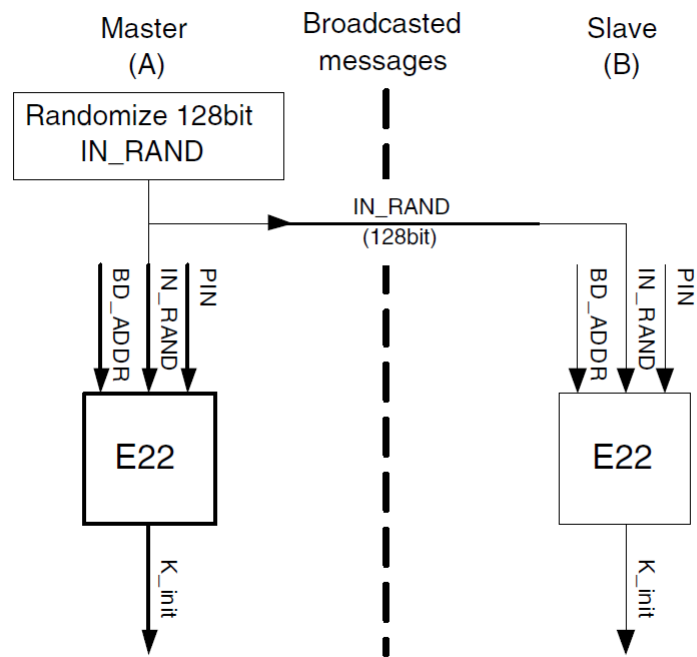 Master
(A)
Broadcasted
messages
Slave
(B)
Randomize 128bit
IN_RAND
IN_RAND
(128bit)
BD_ADDR
IN_RAND
PIN
BD_ADDR
IN_RAND
PIN
E22
E22
K_init
K_init